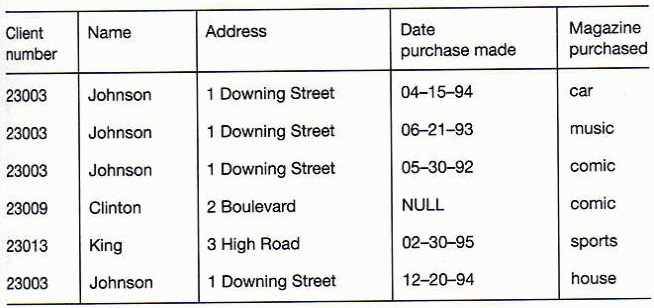 Client number Name Address Date purchase made Magazine purchased
23003 Johnson 1 Downing Street 04–15–94 car
23003 Johnson 1 Downing Street 06–21–93 music
23003 Johnson 1 Downing Street 05–30–92 comic
23009 Clinton 2 Boulevard NULL comic
23013 King 3 High Road 02–30–95 sports
23003 Johnson 1 Downing Street 12–20–94 house